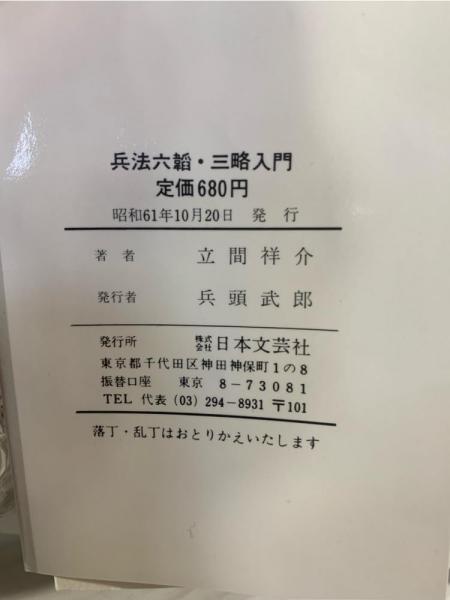 兵法六韜・三略入門
定価680円
昭和61年10月20日 発行
著者 立間祥介
発行者 兵頭武郎
発行所 株式会社日本文芸社
東京都千代田区神田神保町1の8
振替口座 東京 8-73081
TEL 代表(03)294-8931 〒101
落丁・乱丁はおとりかえいたします